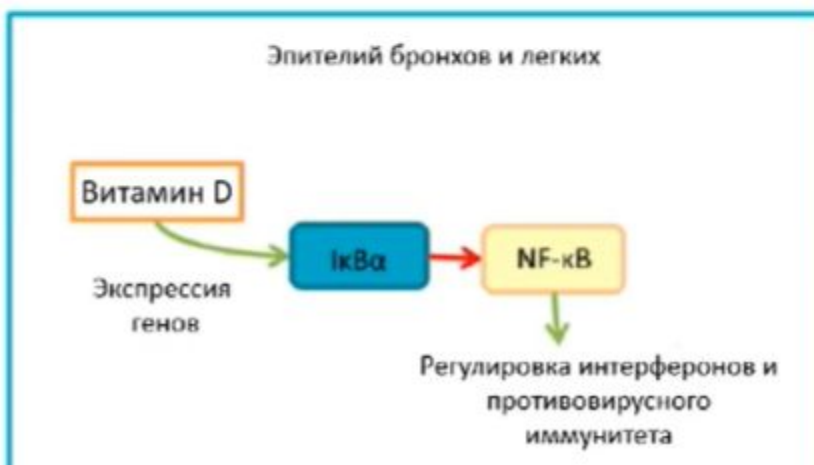 Эпителий бронхов и легких
Витамин D
IκBα
NF-κB
Экспрессия
генов
Регулировка интерферонов и
противовирусного
иммунитета